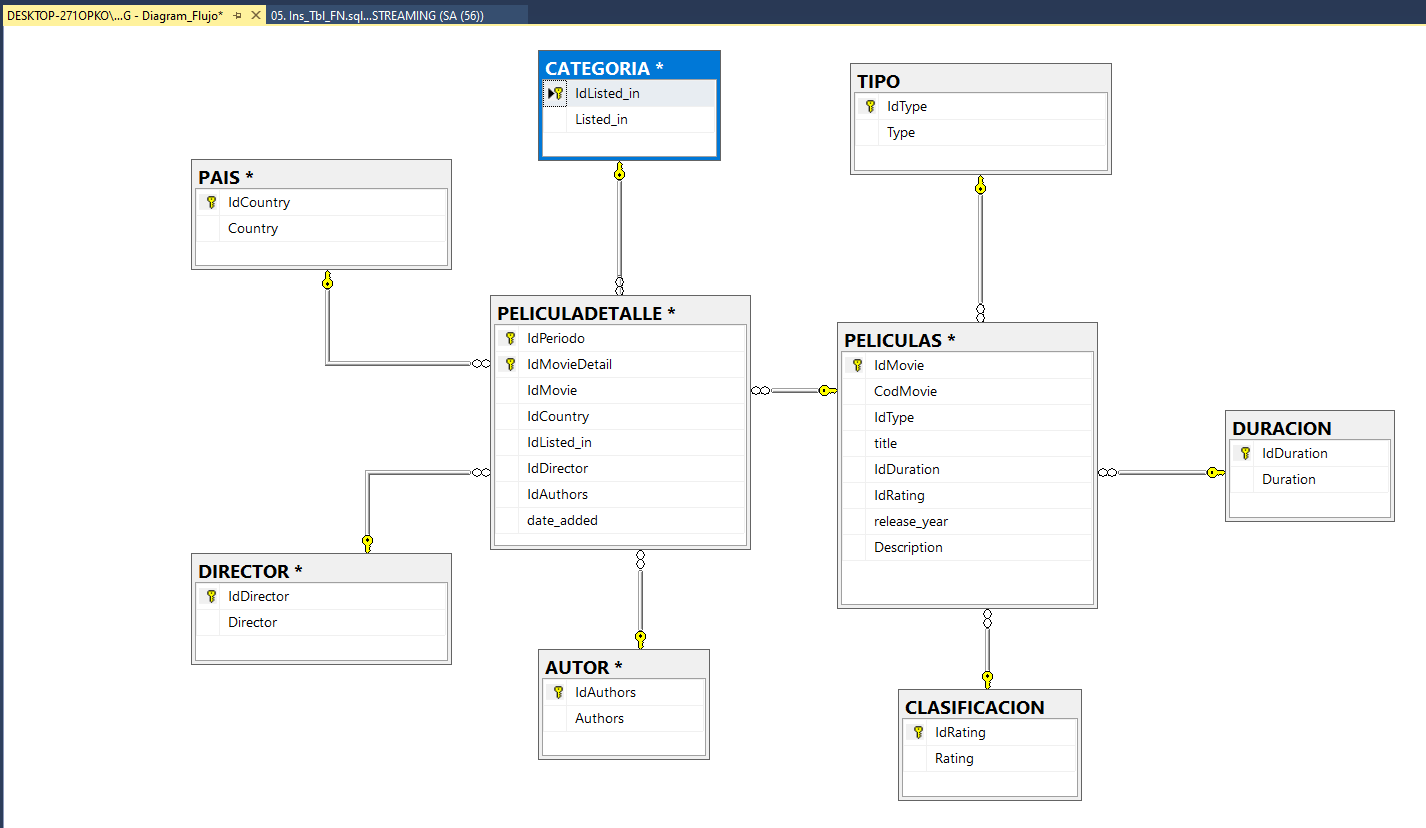 DESKTOP-271OPKO\...G - Diagram_Flujo*
05. Ins_Tbl_FN.sql...STREAMING (SA (56))
CATEGORIA *
IdListed_in
Listed_in
TIPO
IdType
Type
PAIS *
IdCountry
Country
PELICULADETALLE *
IdPeriodo
IdMovieDetail
IdMovie
IdCountry
IdListed_in
IdDirector
IdAuthors
date_added
PELICULAS *
IdMovie
CodMovie
IdType
title
IdDuration
IdRating
release_year
Description
DURACION
IdDuration
Duration
DIRECTOR *
IdDirector
Director
AUTOR *
IdAuthors
Authors
CLASIFICACION
IdRating
Rating